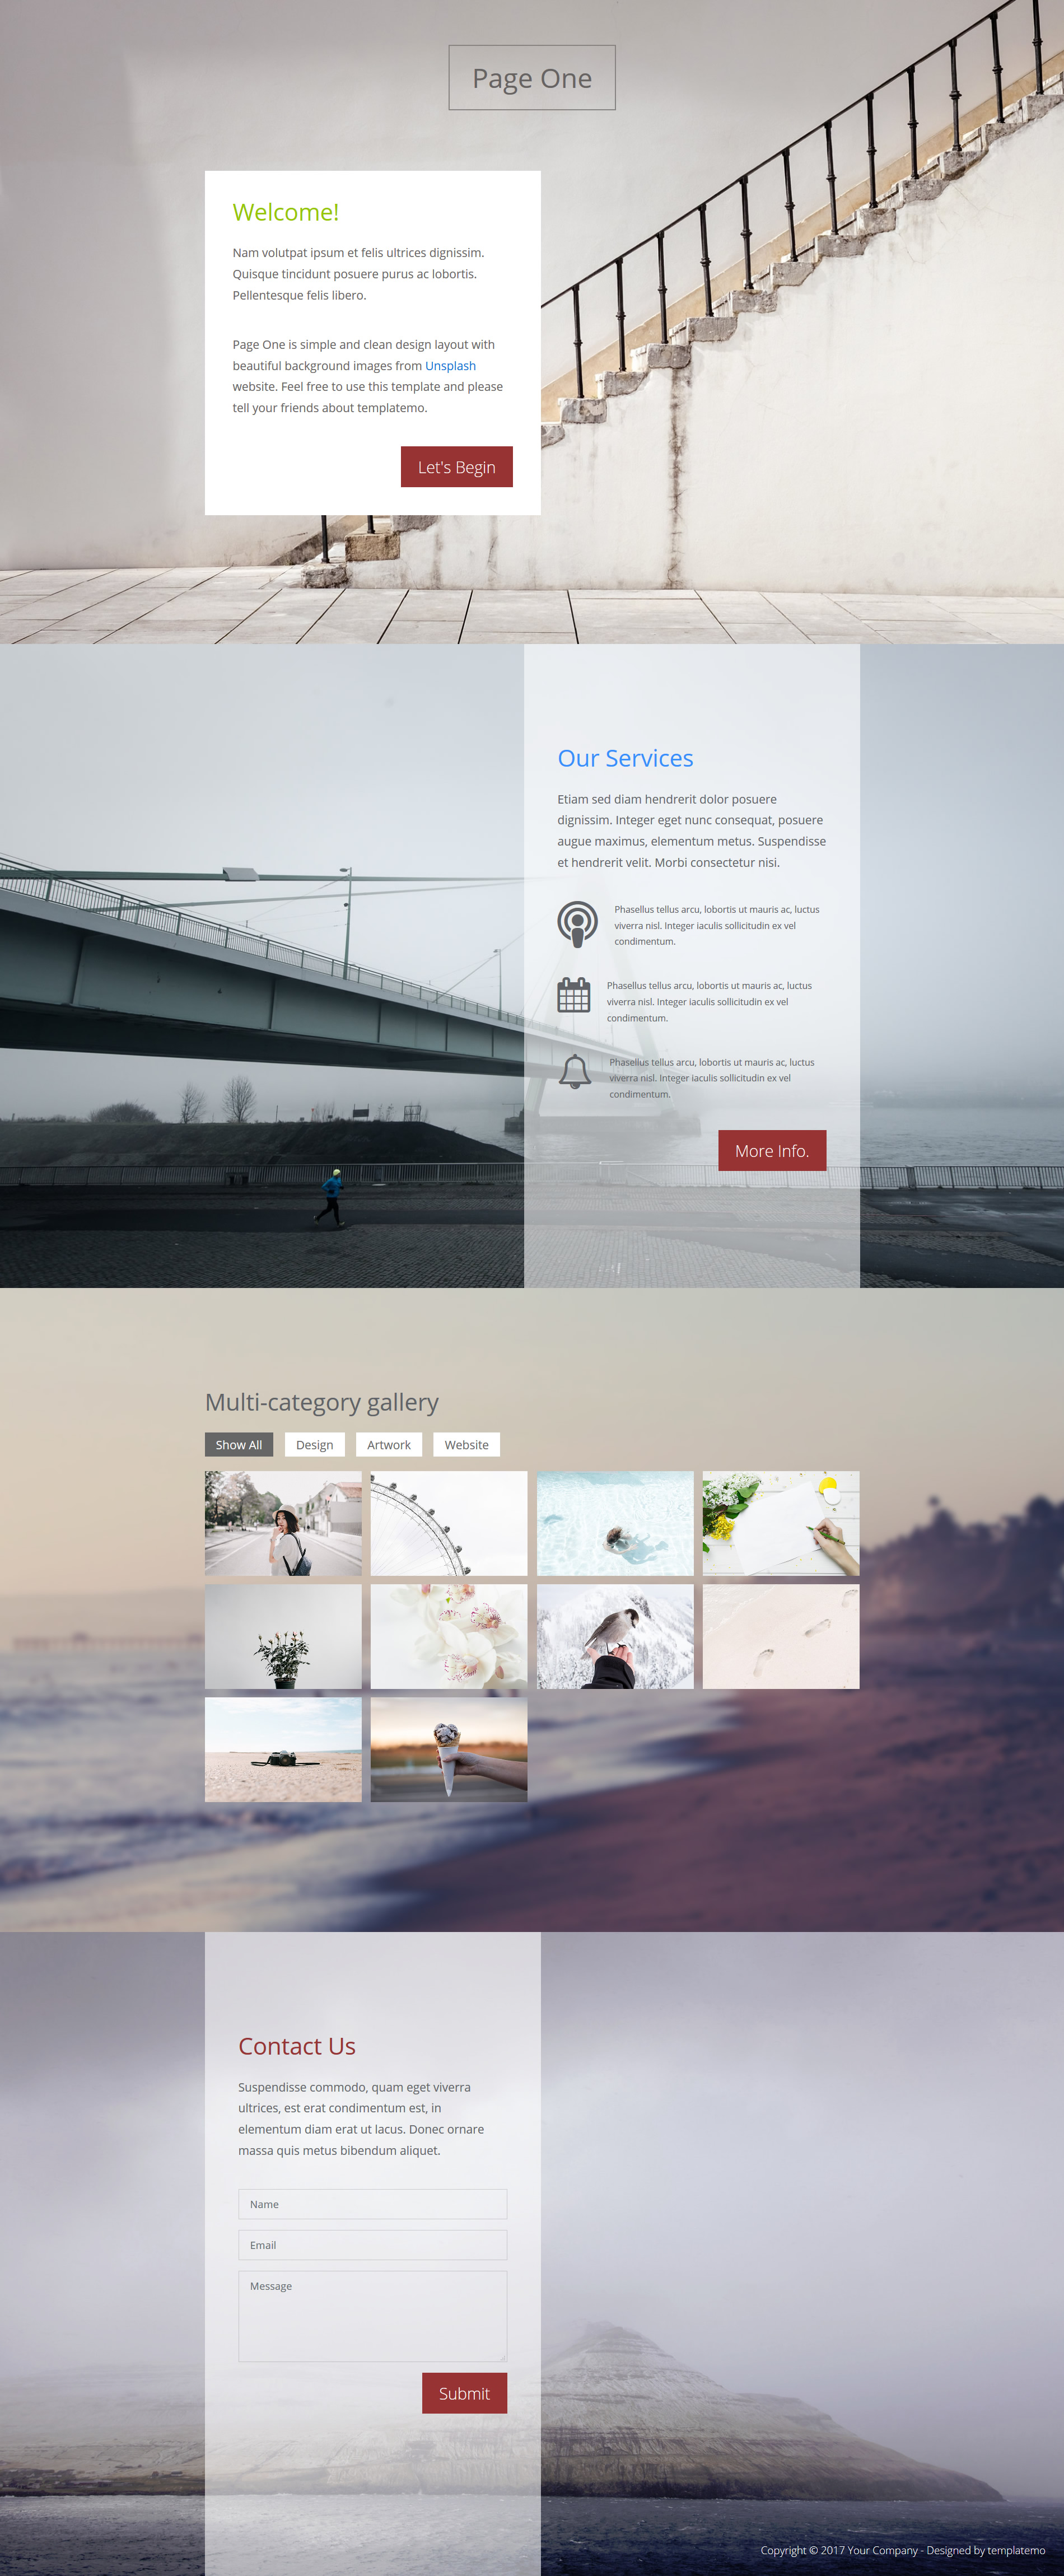 Page One
Welcome!
Nam volutpat ipsum et felis ultrices dignissim.
Quisque tincidunt posuere purus ac lobortis.
Pellentesque felis libero.
Page One is simple and clean design layout with
beautiful background images from Unsplash
website. Feel free to use this template and please
tell your friends about templatemo.
Let's Begin
Our Services
Etiam sed diam hendrerit dolor posuere
dignissim. Integer eget nunc consequat, posuere
augue maximus, elementum metus. Suspendisse
et hendrerit velit. Morbi consectetur nisi.
Phasellus tellus arcu, lobortis ut mauris ac, luctus
viverra nisl. Integer iaculis sollicitudin ex vel
condimentum.
Phasellus tellus arcu, lobortis ut mauris ac, luctus
viverra nisl. Integer iaculis sollicitudin ex vel
condimentum.
Phasellus tellus arcu, lobortis ut mauris ac, luctus
viverra nisl. Integer iaculis sollicitudin ex vel
condimentum.
More Info.
Multi-category gallery
Show All Design Artwork Website
Contact Us
Suspendisse commodo, quam eget viverra
ultrices, est erat condimentum est, in
elementum diam erat ut lacus. Donec ornare
massa quis metus bibendum aliquet.
Name
Email
Message
Submit
Copyright © 2017 Your Company - Designed by templatemo